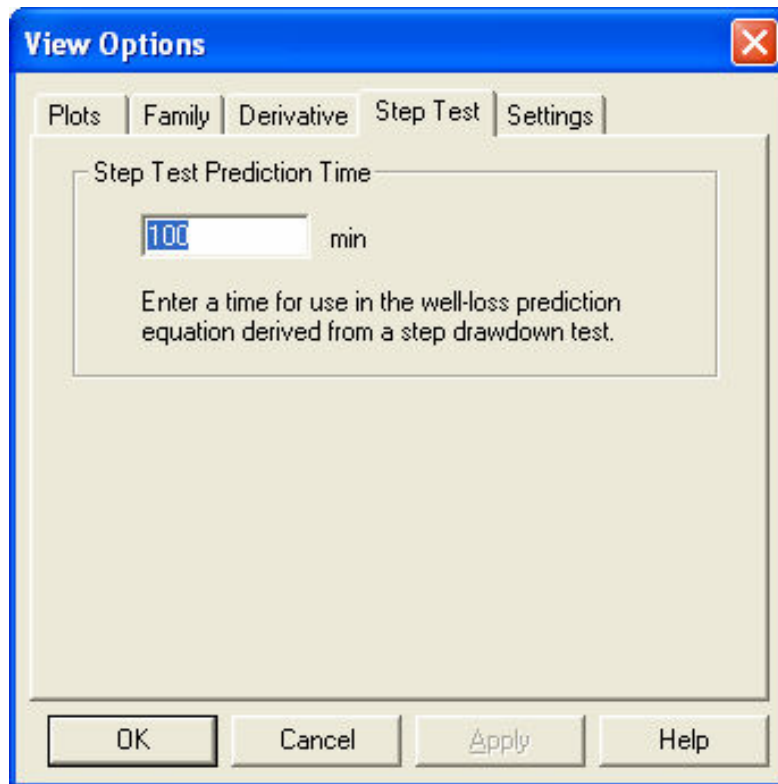 View Options
Plots
Family
Derivative
Step Test
Settings
Step Test Prediction Time
100 min
Enter a time for use in the well-loss prediction
equation derived from a step drawdown test.
OK
Cancel
Apply
Help